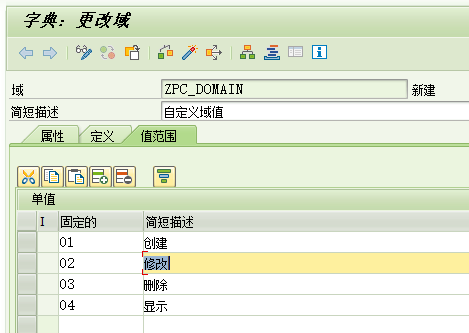 字典: 更改域
域 ZPC_DOMAIN 新建
简短描述 自定义域值
属性 定义 值范围
单值
I 固定的 简短描述
01 创建
02 修改
03 删除
04 显示